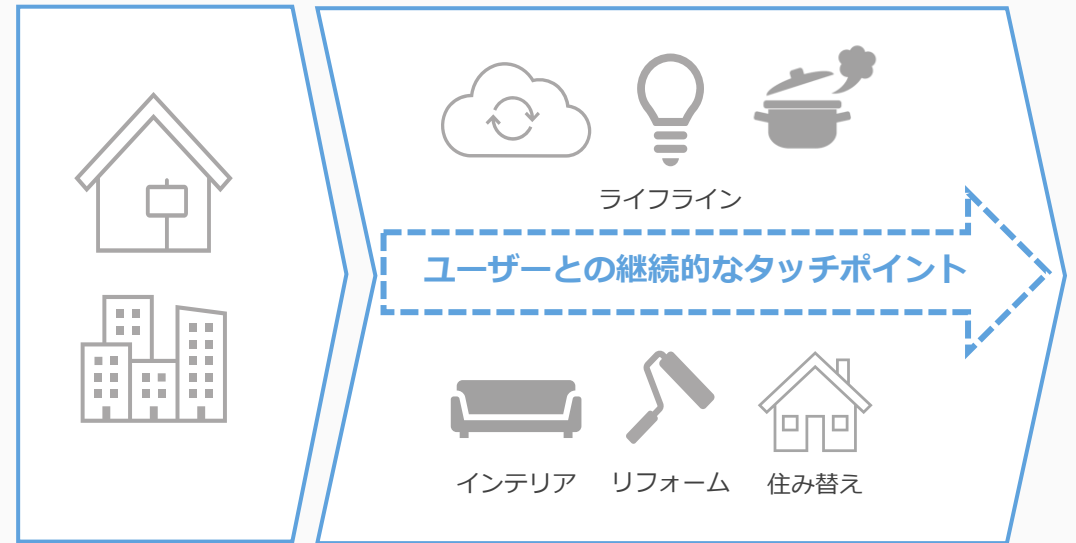 ライフライン
ユーザーとの継続的なタッチポイント
インテリア
リフォーム
住み替え